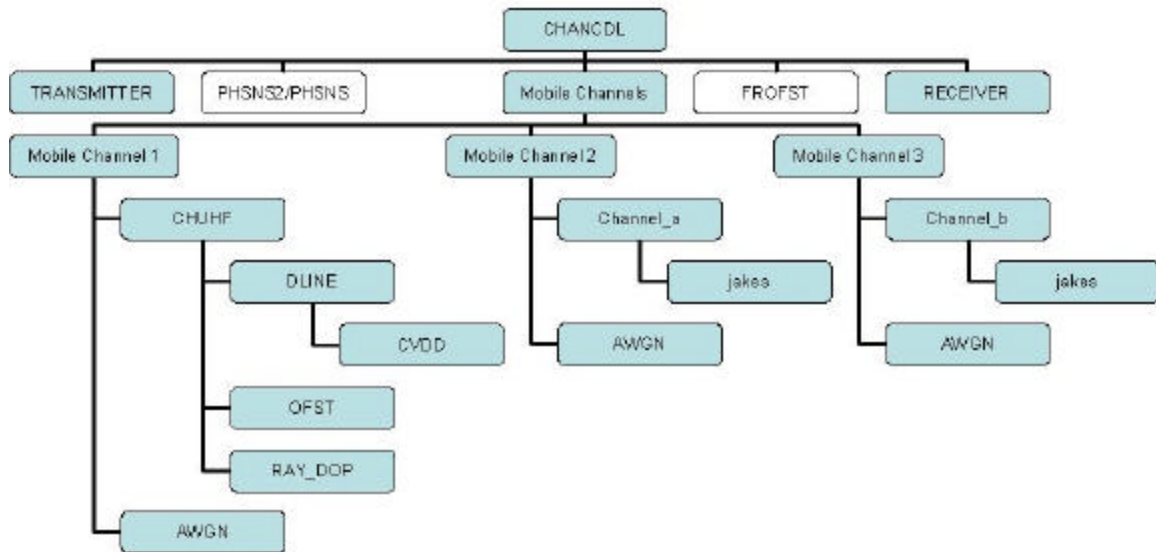 CHANCDL
TRANSMITTER
PHSNS2/PHSNS
Mobile Channels
FROFST
RECEIVER
Mobile Channel 1
Mobile Channel 2
Mobile Channel 3
CHUHF
Channel_a
Channel_b
DLINE
jakes
jakes
CVDD
AWGN
AWGN
OFST
RAY_DOP
AWGN